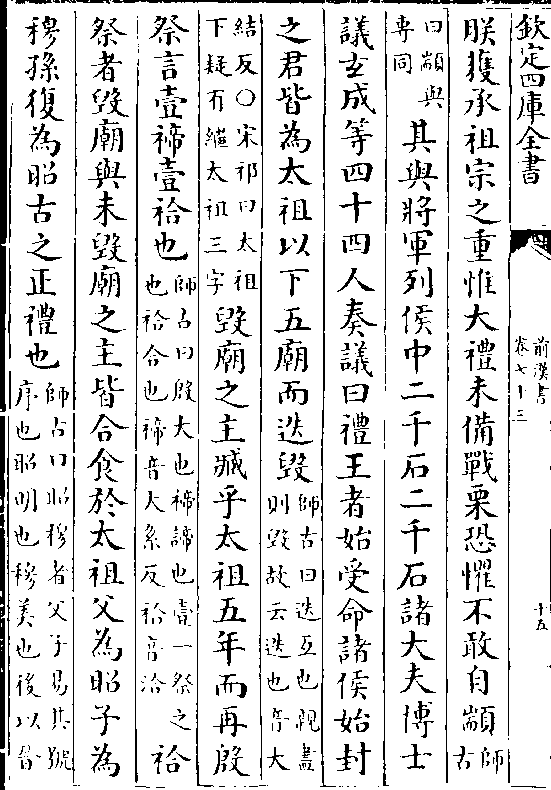 欽定四庫全書
前漢書
卷七十三
十五
朕獲承祖宗之重惟大禮未備戰栗恐懼不敢自顓師古
曰顓與專同其與將軍列侯中二千石二千石諸大夫博士
議玄成等四十四人奏議曰禮王者始受命諸侯始封
之君皆為太祖以下五廟而迭毀師古曰迭互也親盡則毀故云迭也音大
結反○宋祁曰太祖下疑有繼太祖三字毀廟之主臧乎太祖五年而再殷
祭言壹禘壹祫也師古曰殷大也禘諦也壹一祭之也祫合也禘音大系反祫音洽祫
祭者毀廟與未毀廟之主皆合食於太祖父為昭子為
穆孫復為昭古之正禮也師古曰昭穆者父子易其號序也昭明也穆美也後以晉